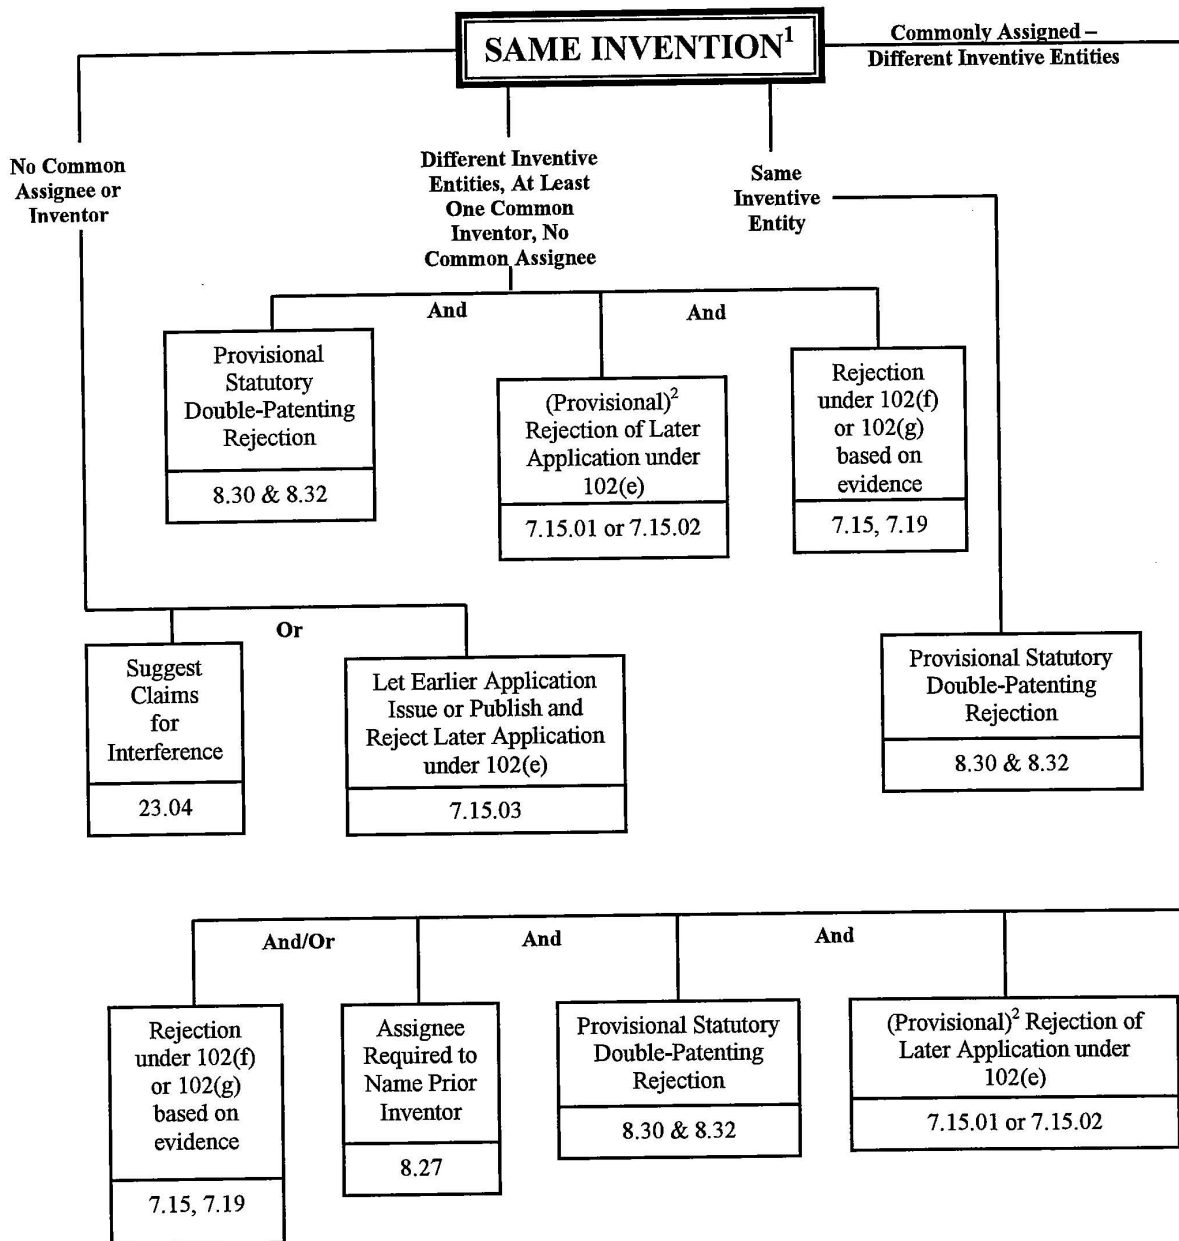 SAME INVENTION¹
Commonly Assigned –
Different Inventive Entities
No Common
Assignee or
Inventor
Different Inventive
Entities, At Least
One Common
Inventor, No
Common Assignee
Same
Inventive
Entity
And
And
Provisional
Statutory
Double-Patenting
Rejection
8.30 & 8.32
(Provisional)²
Rejection of Later
Application under
102(e)
7.15.01 or 7.15.02
Rejection
under 102(f)
or 102(g)
based on
evidence
7.15, 7.19
Or
Suggest
Claims
for
Interference
23.04
Let Earlier Application
Issue or Publish and
Reject Later Application
under 102(e)
7.15.03
Provisional Statutory
Double-Patenting
Rejection
8.30 & 8.32
And/Or
And
And
Rejection
under 102(f)
or 102(g)
based on
evidence
7.15, 7.19
Assignee
Required to
Name Prior
Inventor
8.27
Provisional Statutory
Double-Patenting
Rejection
8.30 & 8.32
(Provisional)² Rejection of
Later Application under
102(e)
7.15.01 or 7.15.02